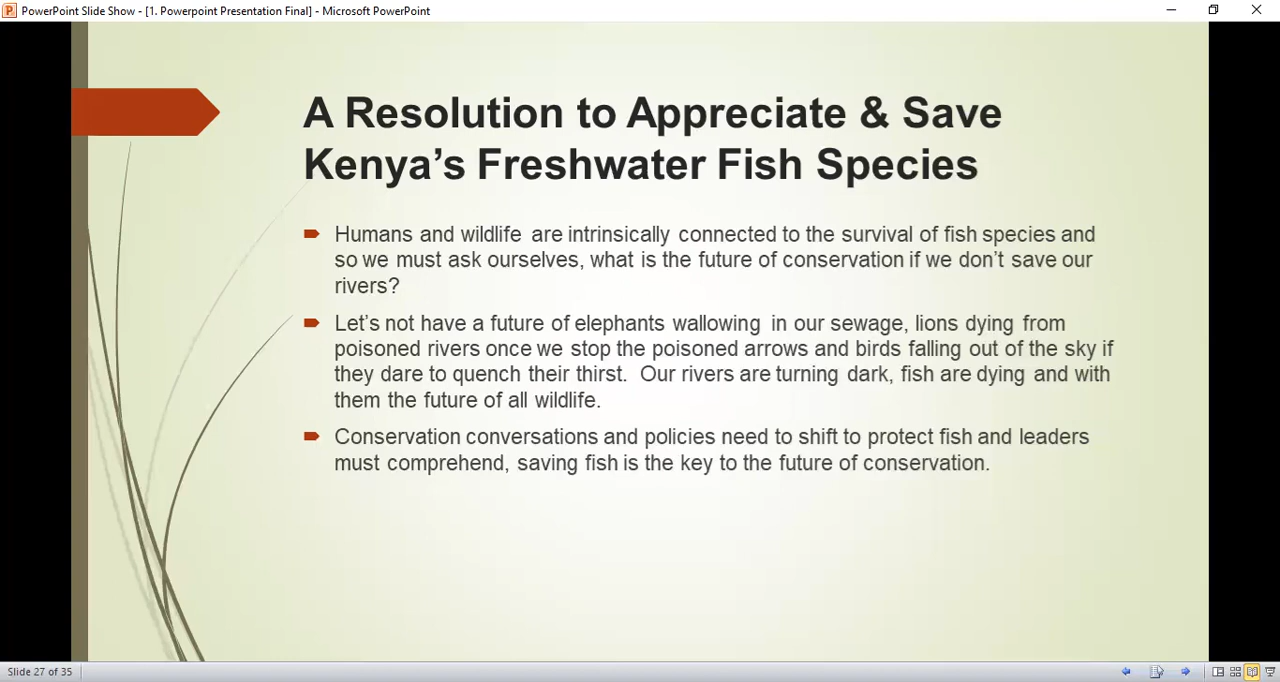 PowerPoint Slide Show - [1. Powerpoint Presentation Final] - Microsoft PowerPoint
A Resolution to Appreciate & Save
Kenya’s Freshwater Fish Species
Humans and wildlife are intrinsically connected to the survival of fish species and
so we must ask ourselves, what is the future of conservation if we don’t save our
rivers?
Let’s not have a future of elephants wallowing in our sewage, lions dying from
poisoned rivers once we stop the poisoned arrows and birds falling out of the sky if
they dare to quench their thirst. Our rivers are turning dark, fish are dying and with
them the future of all wildlife.
Conservation conversations and policies need to shift to protect fish and leaders
must comprehend, saving fish is the key to the future of conservation.
Slide 27 of 35